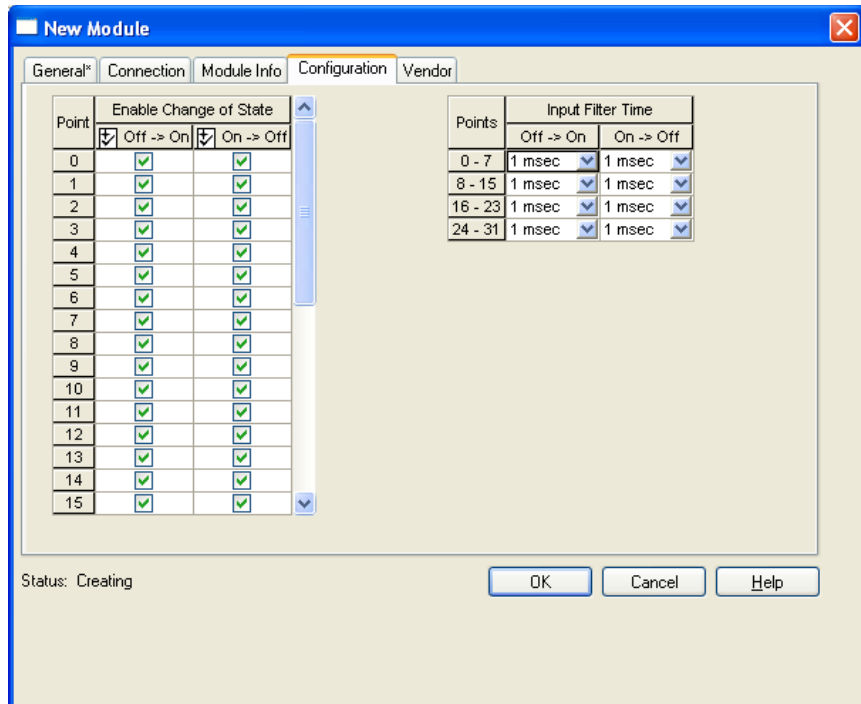 New Module
General* Connection Module Info Configuration Vendor
Point Enable Change of State
Off -> On On -> Off
0
1
2
3
4
5
6
7
8
9
10
11
12
13
14
15
Points Input Filter Time
Off -> On On -> Off
0 - 7 1 msec 1 msec
8 - 15 1 msec 1 msec
16 - 23 1 msec 1 msec
24 - 31 1 msec 1 msec
Status: Creating OK Cancel Help